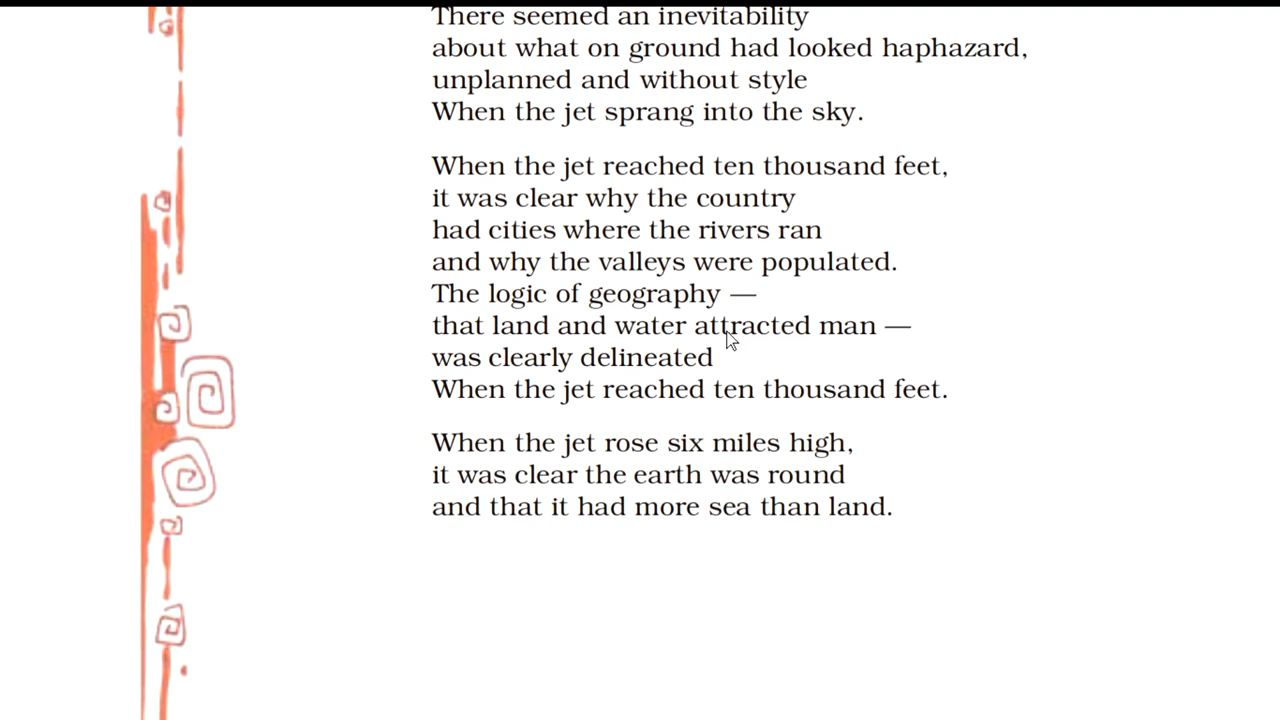 There seemed an inevitability
about what on ground had looked haphazard,
unplanned and without style
When the jet sprang into the sky.
When the jet reached ten thousand feet,
it was clear why the country
had cities where the rivers ran
and why the valleys were populated.
The logic of geography —
that land and water attracted man —
was clearly delineated
When the jet reached ten thousand feet.
When the jet rose six miles high,
it was clear the earth was round
and that it had more sea than land.